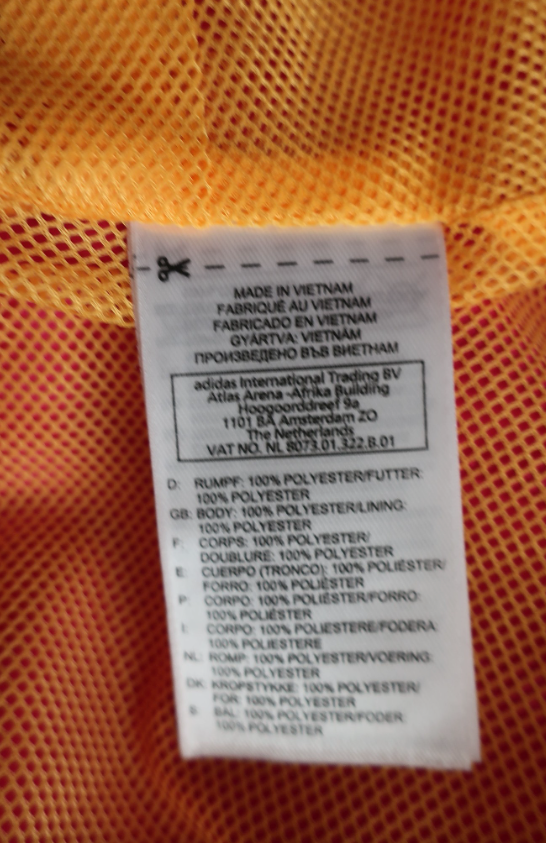 MADE IN VIETNAM
FABRIQUÉ AU VIETNAM
FABRICADO EN VIETNAM
GYÁRTVA: VIETNÁM
ПРОИЗВЕДЕНО ВЪВ ВИЕТНАМ
adidas International Trading BV
Atlas Arena -Afrika Building
Hoogoorddreef 9a
1101 BA Amsterdam ZO
The Netherlands
VAT NO. NL 8073.01.322.B.01
D: RUMPF: 100% POLYESTER/FUTTER:
100% POLYESTER
GB: BODY: 100% POLYESTER/LINING:
100% POLYESTER
F: CORPS: 100% POLYESTER/
DOUBLURE: 100% POLYESTER
E: CUERPO (TRONCO): 100% POLIÉSTER/
FORRO: 100% POLIÉSTER
P: CORPO: 100% POLIÉSTER/FORRO:
100% POLIÉSTER
I: CORPO: 100% POLIESTERE/FODERA:
100% POLIESTERE
NL: ROMP: 100% POLYESTER/VOERING:
100% POLYESTER
DK: KROPSTYKKE: 100% POLYESTER/
FOR: 100% POLYESTER
S: BÅL: 100% POLYESTER/FODER:
100% POLYESTER